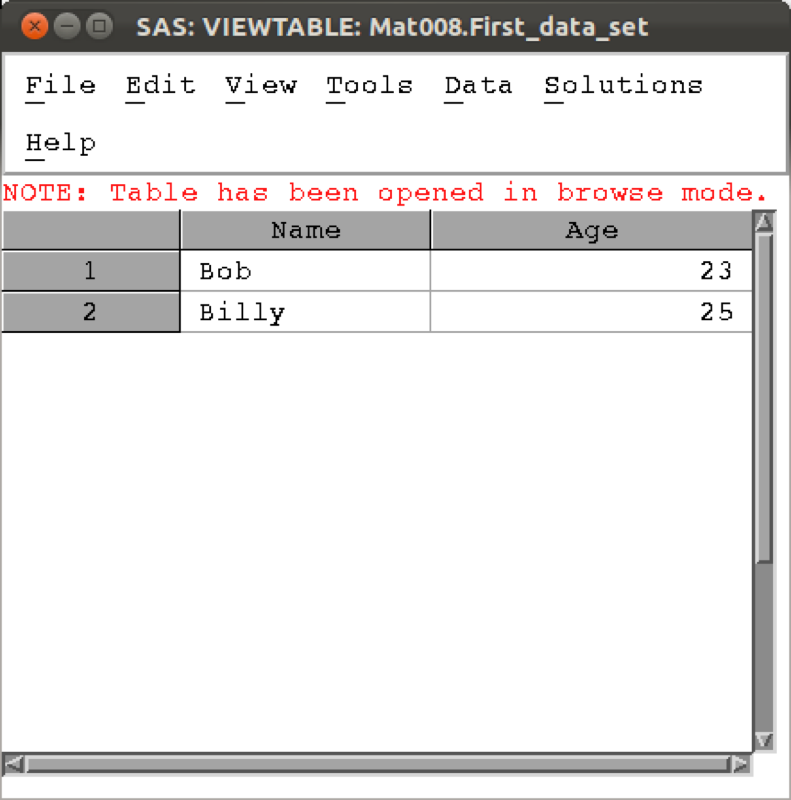 SAS: VIEWTABLE: Mat008.First_data_set
File Edit View Tools Data Solutions
Help
NOTE: Table has been opened in browse mode.
Name Age
1 Bob 23
2 Billy 25